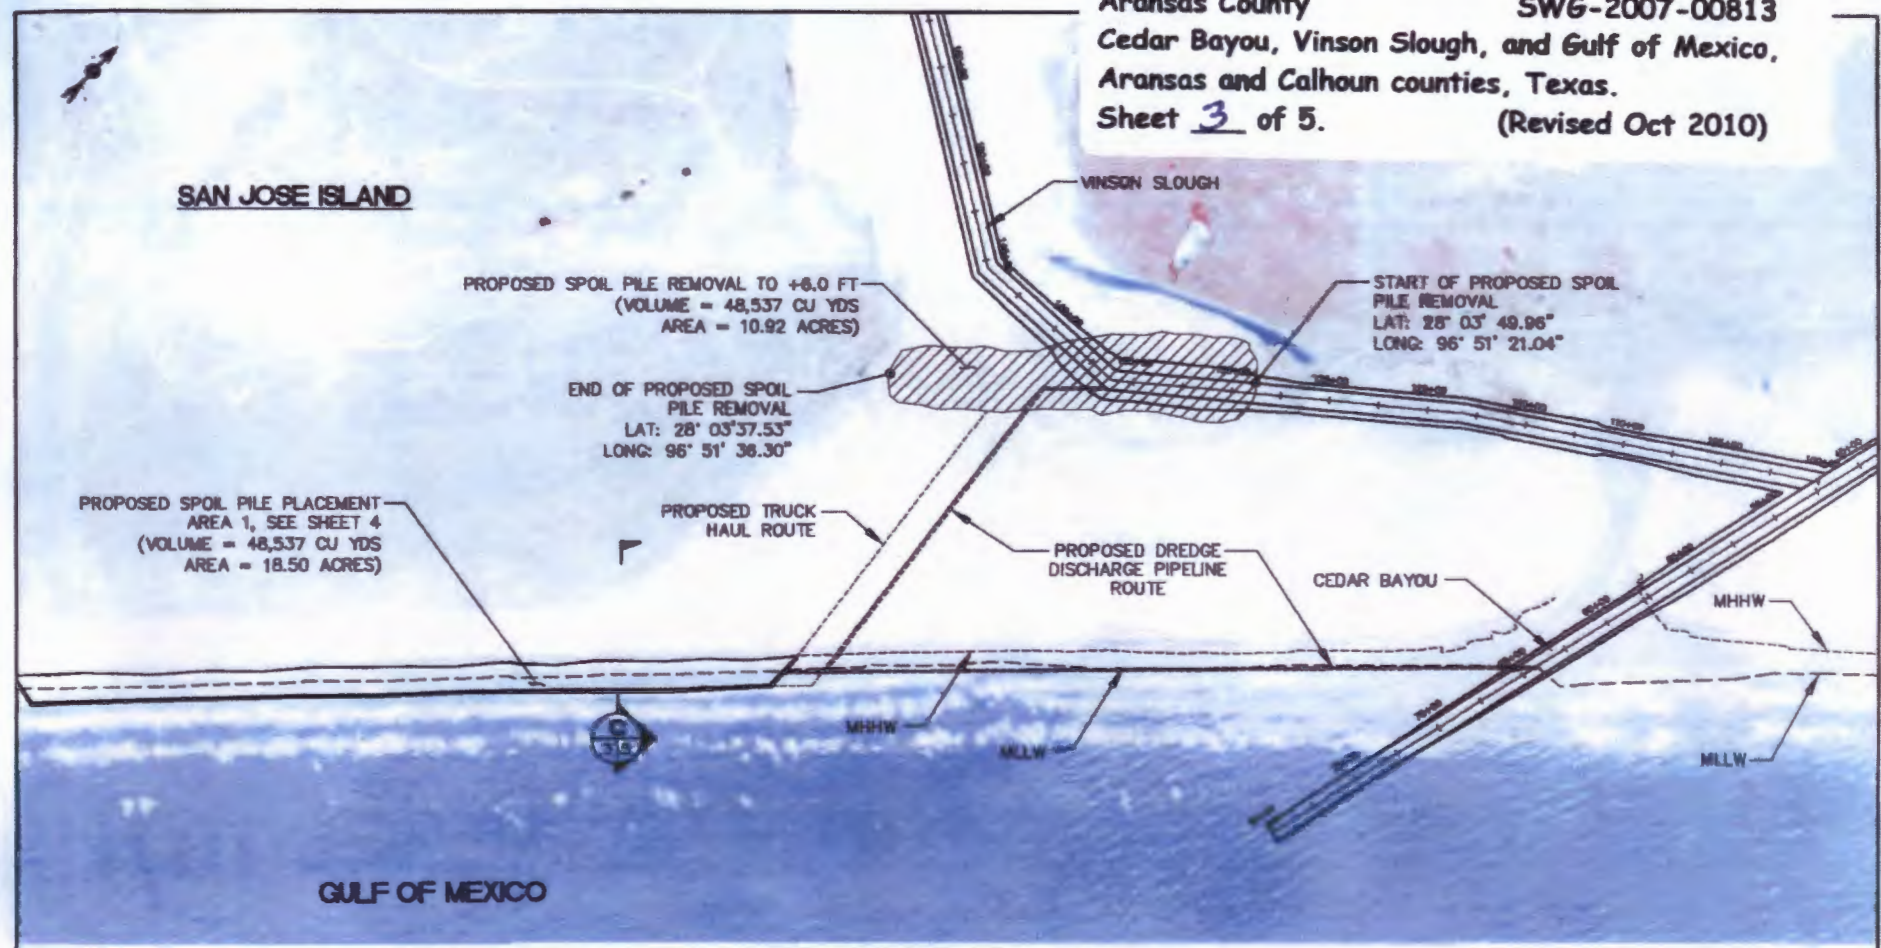 Aransas County SWG-2007-00813
Cedar Bayou, Vinson Slough, and Gulf of Mexico,
Aransas and Calhoun counties, Texas.
Sheet 3 of 5. (Revised Oct 2010)
SAN JOSE ISLAND
VINSON SLOUGH
PROPOSED SPOIL PILE REMOVAL TO +6.0 FT
(VOLUME = 48,537 CU YDS
AREA = 10.92 ACRES)
START OF PROPOSED SPOIL
PILE REMOVAL
LAT: 28° 03' 49.96"
LONG: 96° 51' 21.04"
END OF PROPOSED SPOIL
PILE REMOVAL
LAT: 28° 03'37.53"
LONG: 96° 51' 36.30"
PROPOSED SPOIL PILE PLACEMENT
AREA 1, SEE SHEET 4
(VOLUME = 48,537 CU YDS
AREA = 18.50 ACRES)
PROPOSED TRUCK
HAUL ROUTE
PROPOSED DREDGE
DISCHARGE PIPELINE
ROUTE
CEDAR BAYOU
MHHW
MHHW
MLLW
MLLW
C
GULF OF MEXICO